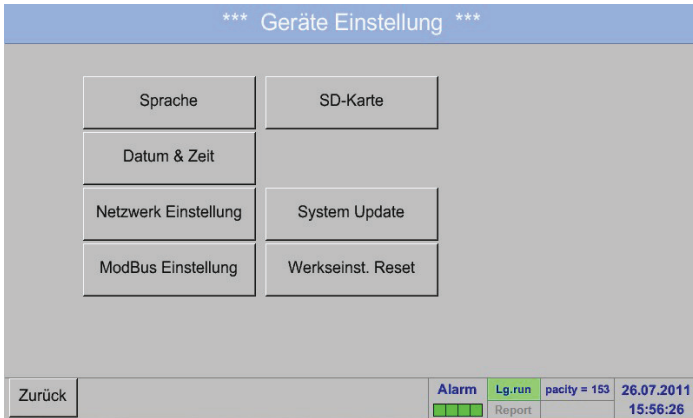 *** Geräte Einstellung ***
Sprache
SD-Karte
Datum & Zeit
Netzwerk Einstellung
System Update
ModBus Einstellung
Werkseinst. Reset
Zurück
Alarm
Lg.run
pacity = 153
26.07.2011
Report
15:56:26